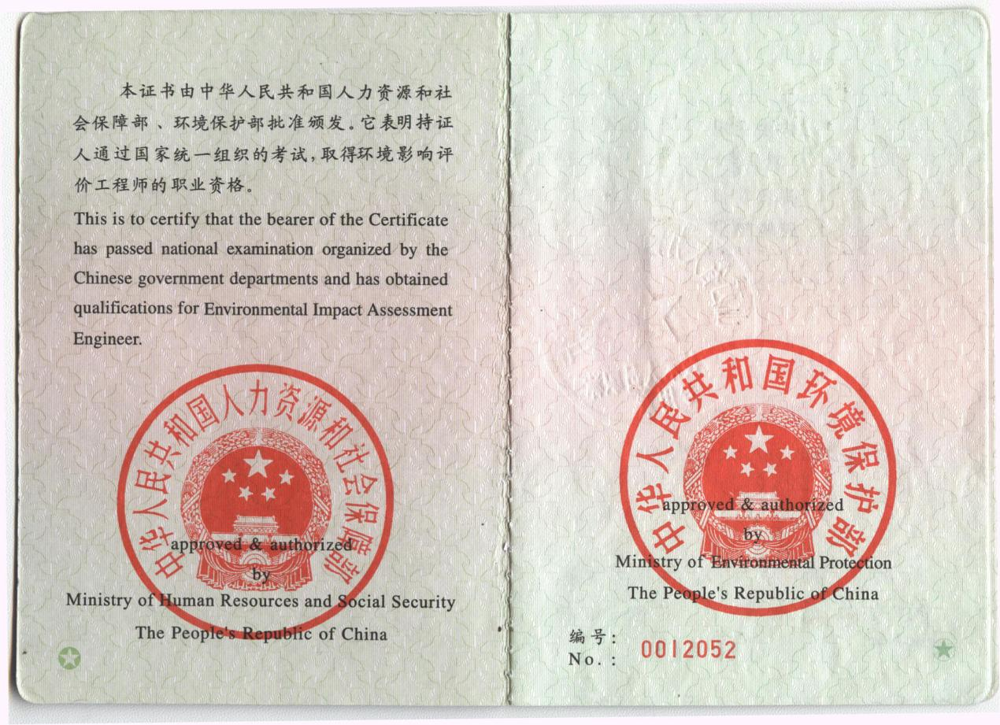 本证书由中华人民共和国人力资源和社
会保障部、环境保护部批准颁发。它表明持证
人通过国家统一组织的考试,取得环境影响评
价工程师的职业资格。
This is to certify that the bearer of the Certificate
has passed national examination organized by the
Chinese government departments and has obtained
qualifications for Environmental Impact Assessment
Engineer.
中华人民共和国人力资源和社会保障部
approved & authorized
by
Ministry of Human Resources and Social Security
The People's Republic of China
中华人民共和国环境保护部
approved & authorized
by
Ministry of Environmental Protection
The People's Republic of China
编号:
No.: 0012052